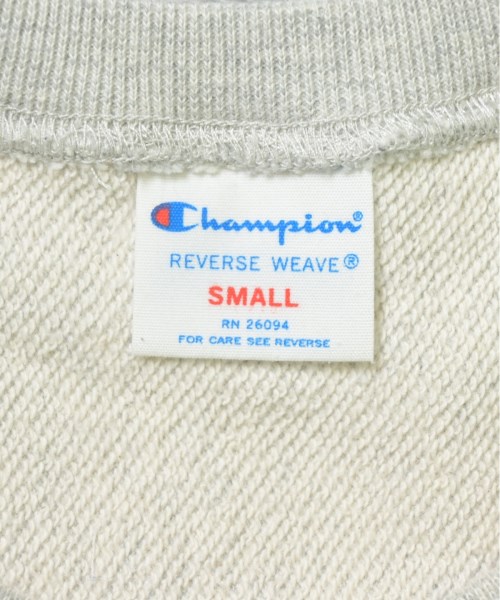 Champion®
REVERSE WEAVE®
SMALL
RN 26094
FOR CARE SEE REVERSE